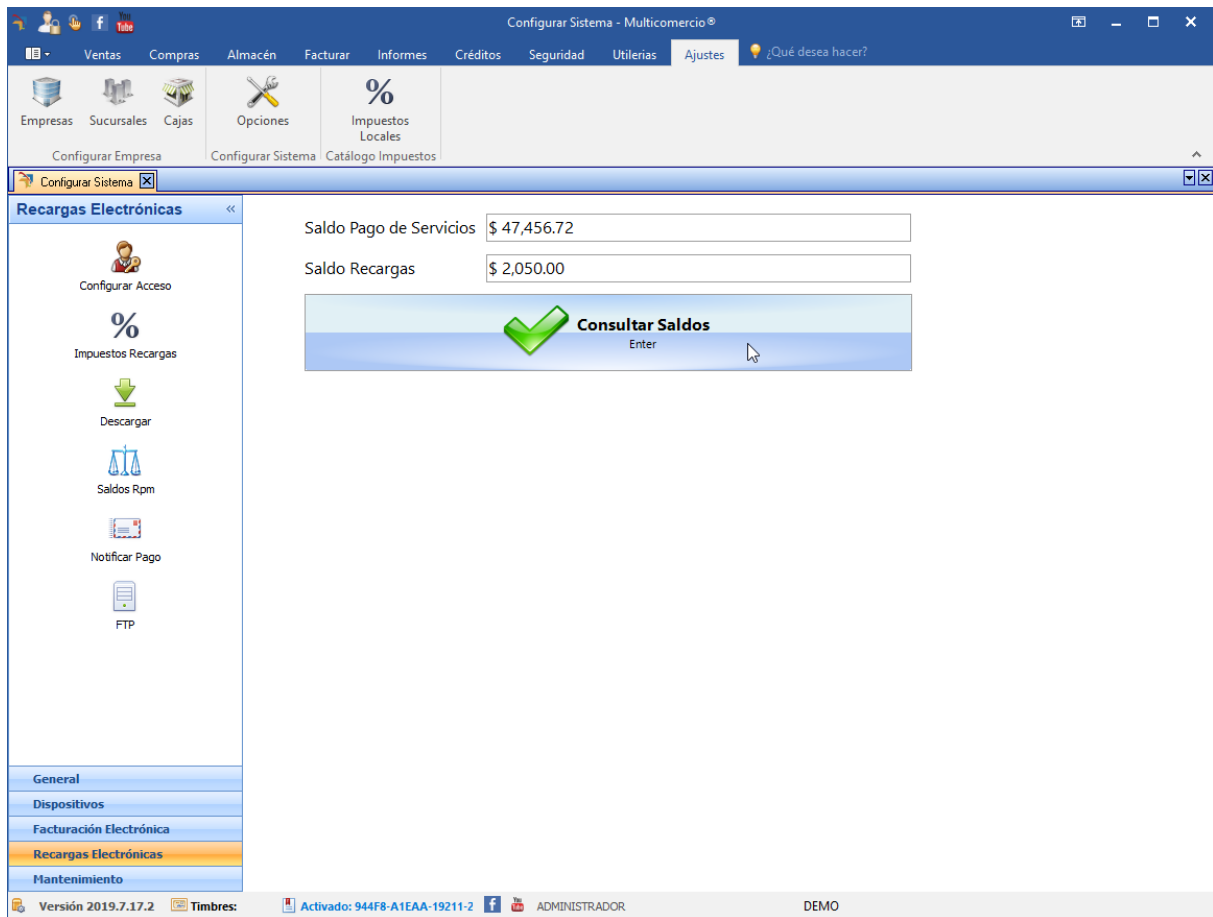 You
Tube
Configurar Sistema - Multicomercio®
Ventas Compras Almacén Facturar Informes Créditos Seguridad Utilerias Ajustes ¿Qué desea hacer?
Empresas Sucursales Cajas Opciones % Impuestos
Locales
Configurar Empresa Configurar Sistema Catálogo Impuestos
Configurar Sistema
Recargas Electrónicas «
Saldo Pago de Servicios $ 47,456.72
Saldo Recargas $ 2,050.00
Consultar Saldos
Enter
Configurar Acceso
%
Impuestos Recargas
Descargar
Saldos Rpm
Notificar Pago
FTP
General
Dispositivos
Facturación Electrónica
Recargas Electrónicas
Mantenimiento
Versión 2019.7.17.2 Timbres: Activado: 944F8-A1EAA-19211-2 ADMINISTRADOR DEMO